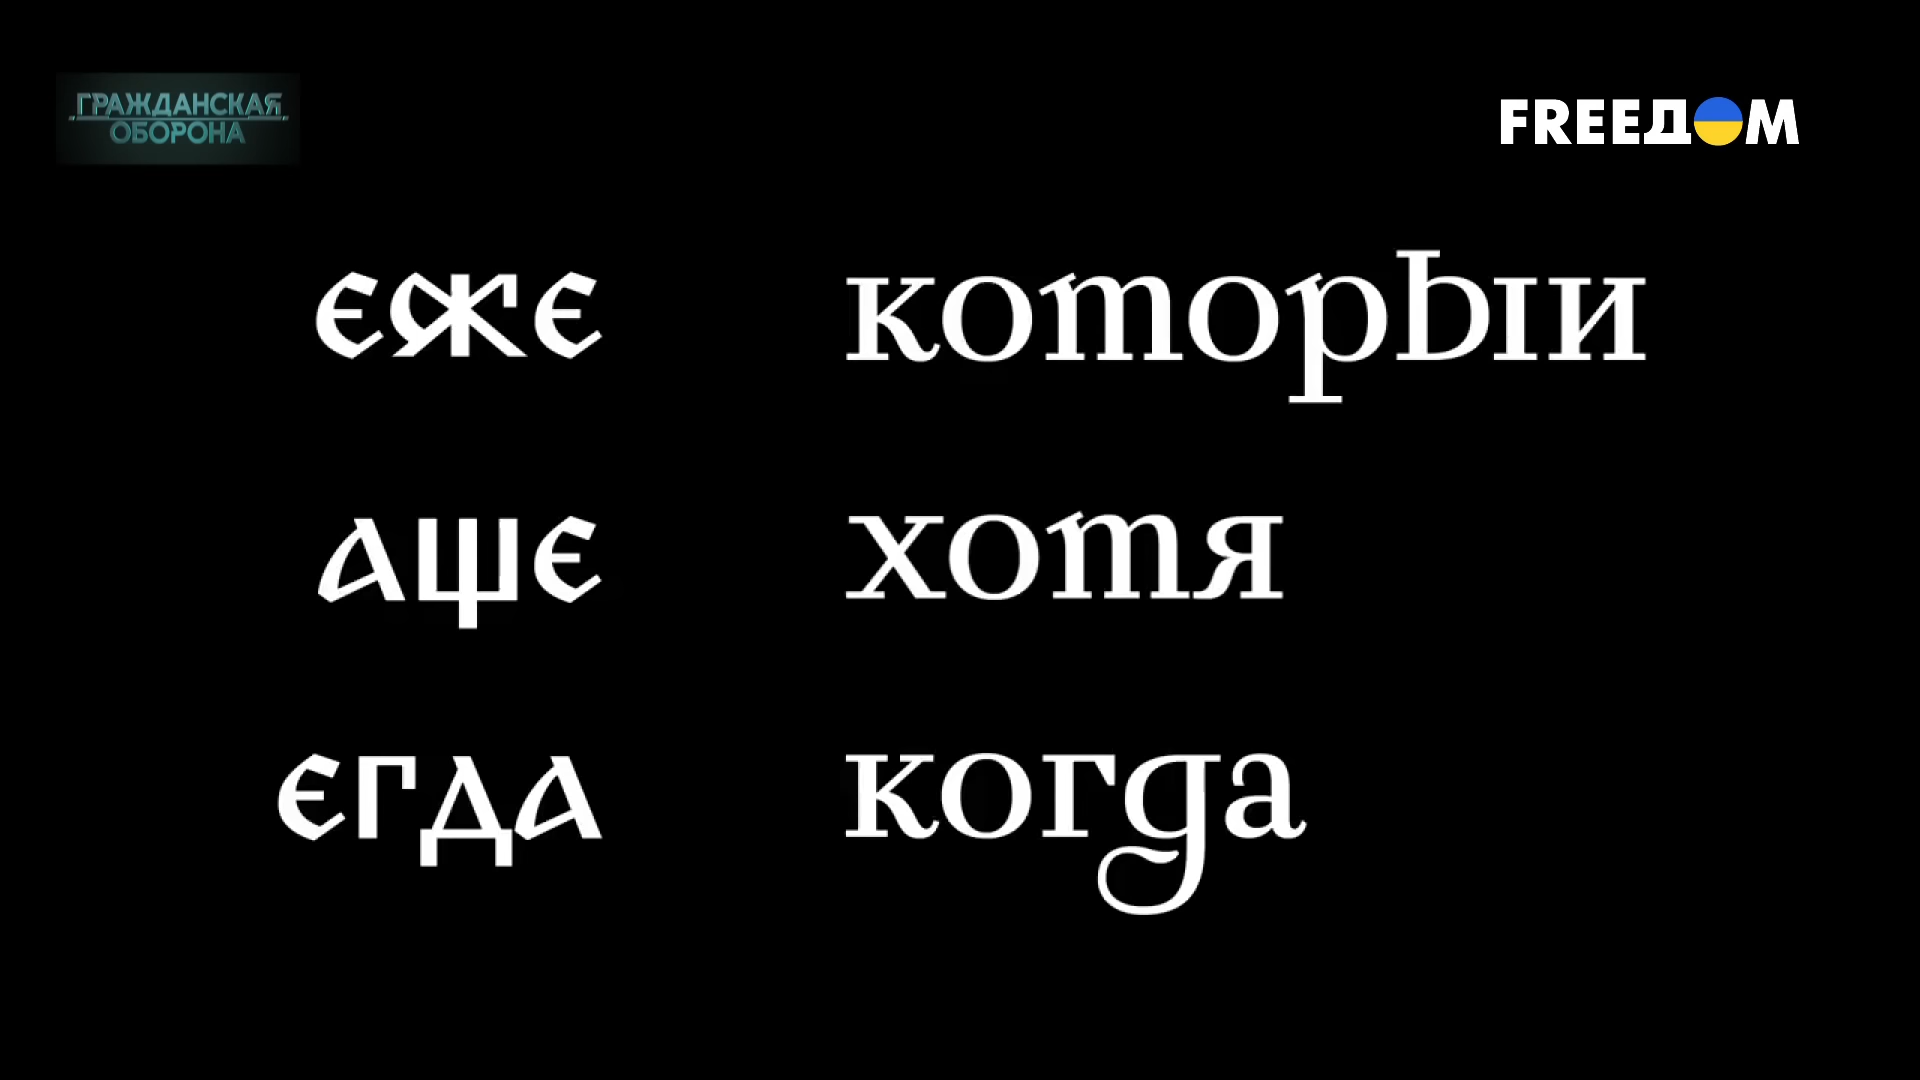 ГРАЖДАНСКАЯ
ОБОРОНА
FREEДОМ
єже которыи
аще хотя
єгда когда